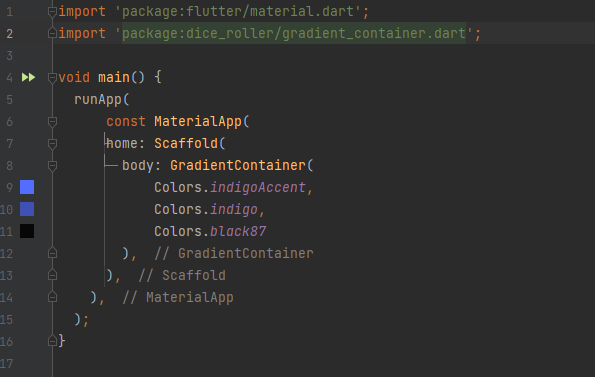 1 import 'package:flutter/material.dart';
2 import 'package:dice_roller/gradient_container.dart';
3
4 void main() {
5 runApp(
6 const MaterialApp(
7 home: Scaffold(
8 body: GradientContainer(
9 Colors.indigoAccent,
10 Colors.indigo,
11 Colors.black87
12 ), // GradientContainer
13 ), // Scaffold
14 ), // MaterialApp
15 );
16 }
17